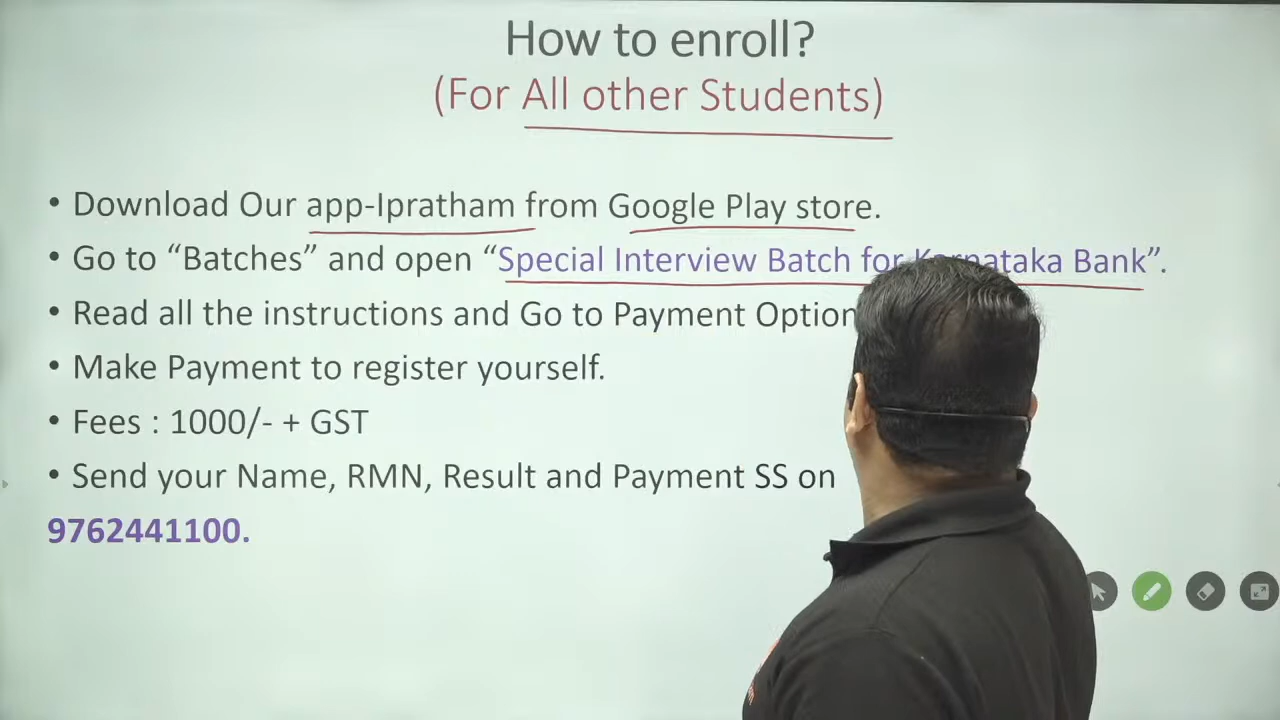 How to enroll?
(For All other Students)
• Download Our app-Ipratham from Google Play store.
• Go to “Batches” and open “Special Interview Batch for Karnataka Bank”.
• Read all the instructions and Go to Payment Option
• Make Payment to register yourself.
• Fees : 1000/- + GST
• Send your Name, RMN, Result and Payment SS on
9762441100.